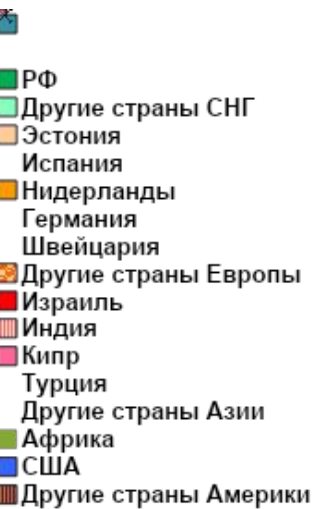 РФ
Другие страны СНГ
Эстония
Испания
Нидерланды
Германия
Швейцария
Другие страны Европы
Израиль
Индия
Кипр
Турция
Другие страны Азии
Африка
США
Другие страны Америки